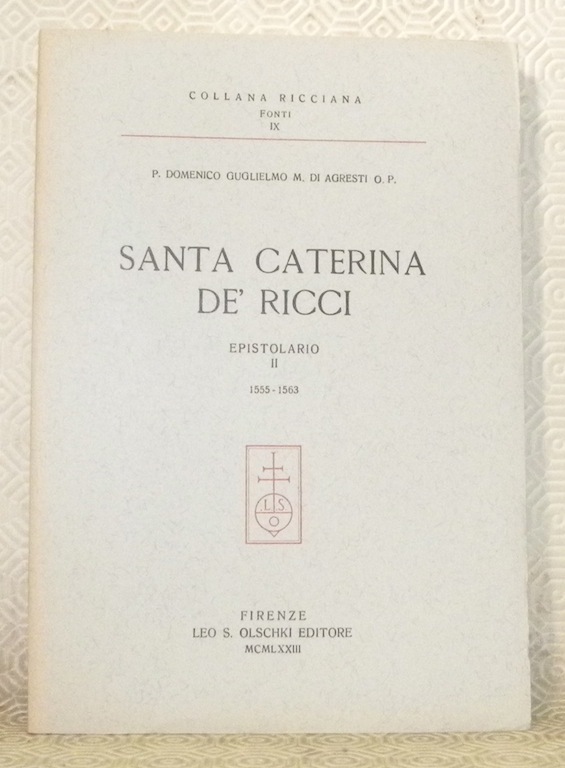 COLLANA RICCIANA
FONTI
IX
P. DOMENICO GUGLIELMO M. DI AGRESTI O. P.
SANTA CATERINA
DE' RICCI
EPISTOLARIO
II
1555-1563
L S
O
FIRENZE
LEO S. OLSCHKI EDITORE
MCMLXXIII